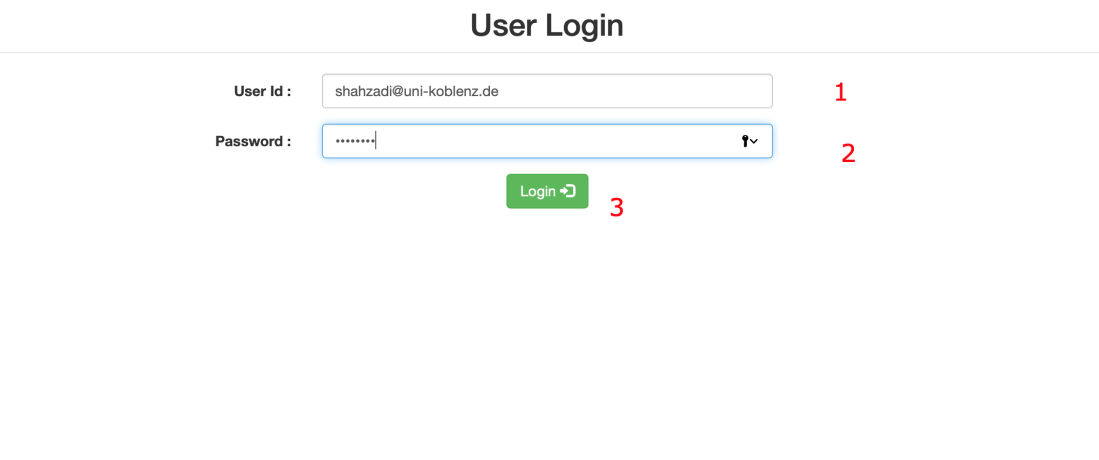 User Login
User Id : shahzadi@uni-koblenz.de 1
Password : •••••••• 2
Login 3